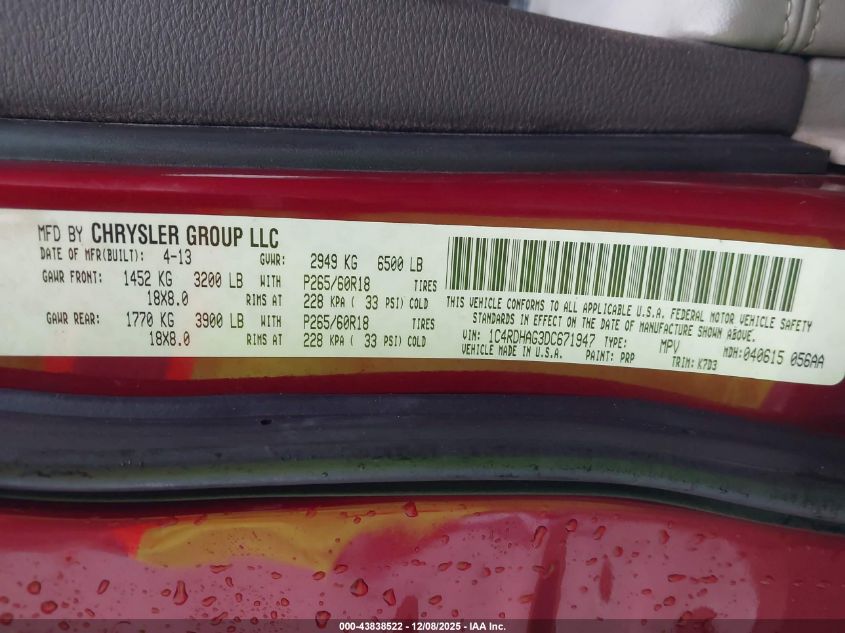 MFD BY CHRYSLER GROUP LLC
DATE OF MFR(BUILT): 4-13 GVWR: 2949 KG 6500 LB
GAWR FRONT: 1452 KG 3200 LB WITH P265/60R18 TIRES
18X8.0 RIMS AT 228 KPA ( 33 PSI) COLD
GAWR REAR: 1770 KG 3900 LB WITH P265/60R18 TIRES
18X8.0 RIMS AT 228 KPA ( 33 PSI) COLD
THIS VEHICLE CONFORMS TO ALL APPLICABLE U.S.A. FEDERAL MOTOR VEHICLE SAFETY
STANDARDS IN EFFECT ON THE DATE OF MANUFACTURE SHOWN ABOVE.
VIN: 1C4RDHAG3DC671947 TYPE: MPV MDH:040615 056AA
VEHICLE MADE IN U.S.A. PAINT: PRP TRIM: K7D3
000-43838522 - 12/08/2025 - IAA Inc.